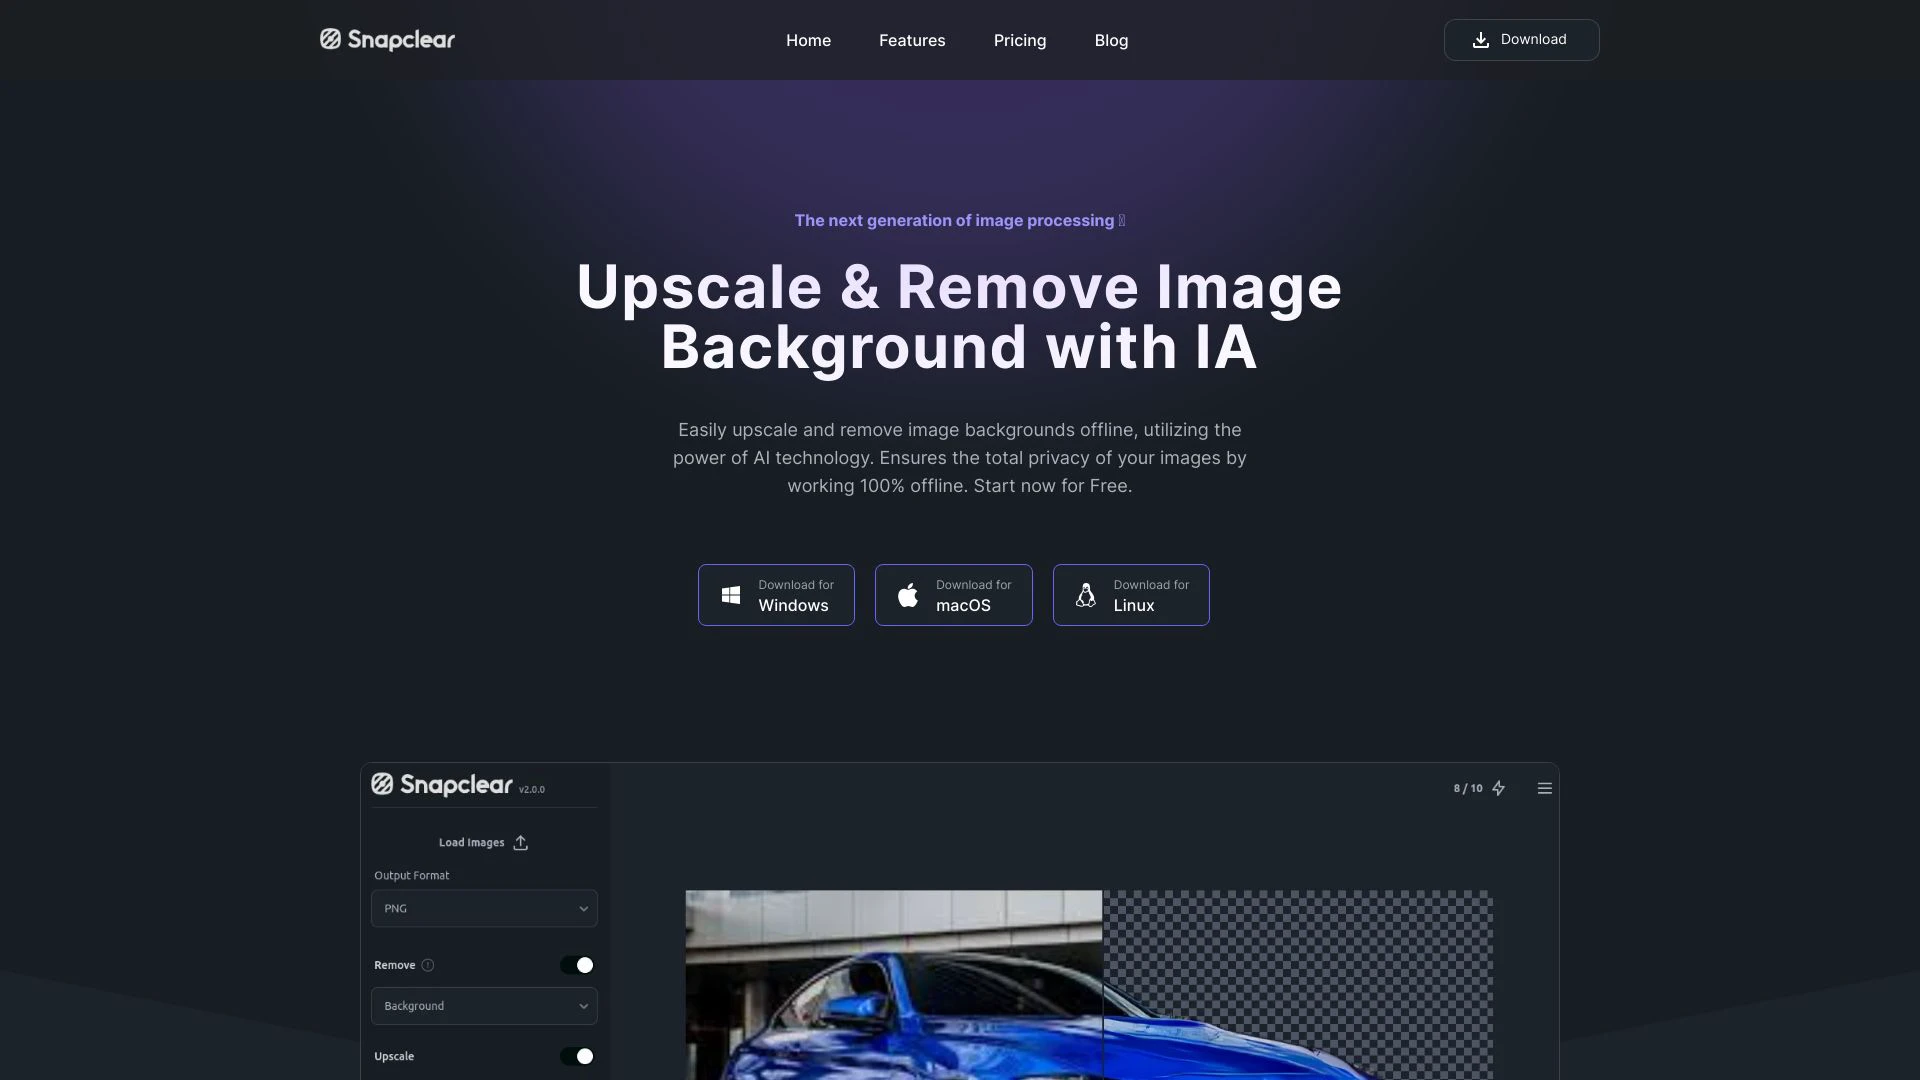 Snapclear
Home
Features
Pricing
Blog
Download
The next generation of image processing
Upscale & Remove Image
Background with IA
Easily upscale and remove image backgrounds offline, utilizing the
power of AI technology. Ensures the total privacy of your images by
working 100% offline. Start now for Free.
Download for
Windows
Download for
macOS
Download for
Linux
Snapclear v2.0.0
8 / 10
Load Images
Output Format
PNG
Remove
Background
Upscale